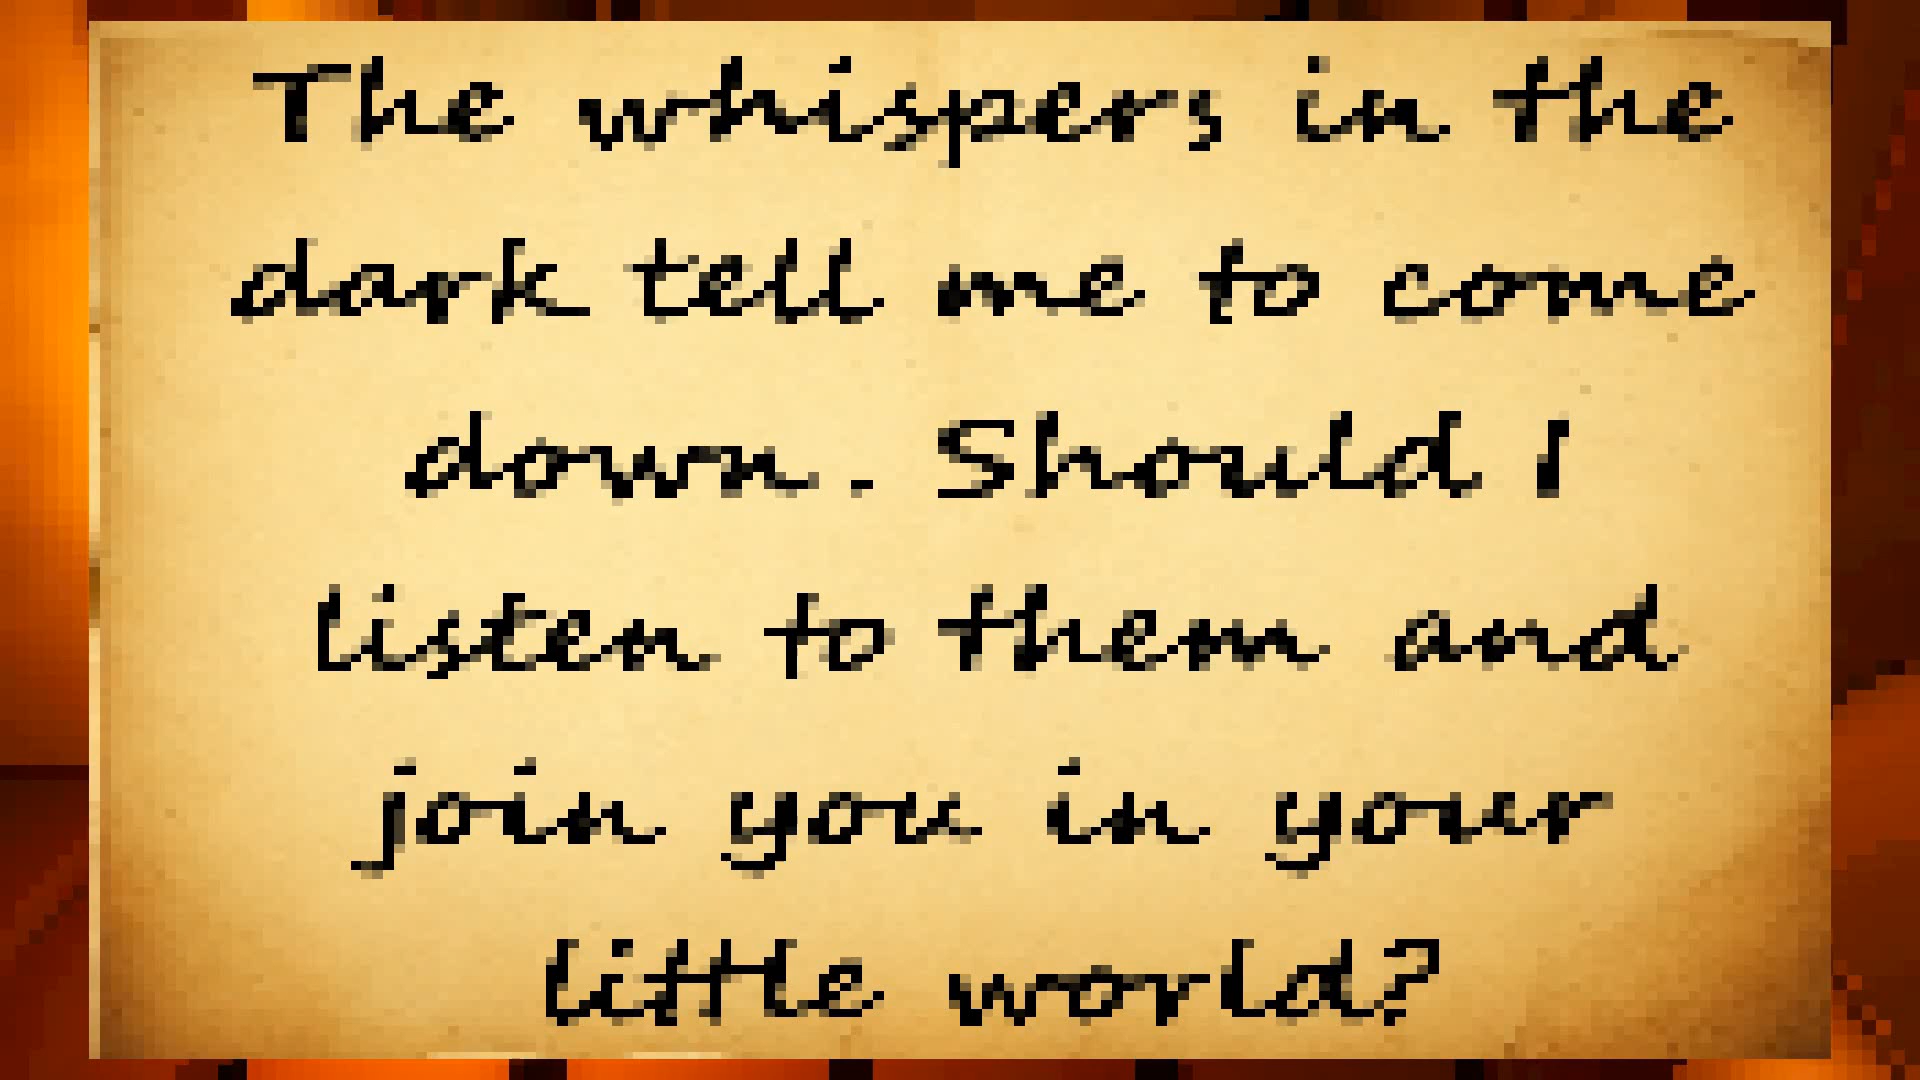 The whispers in the
dark tell me to come
down. Should I
listen to them and
join you in your
little world?